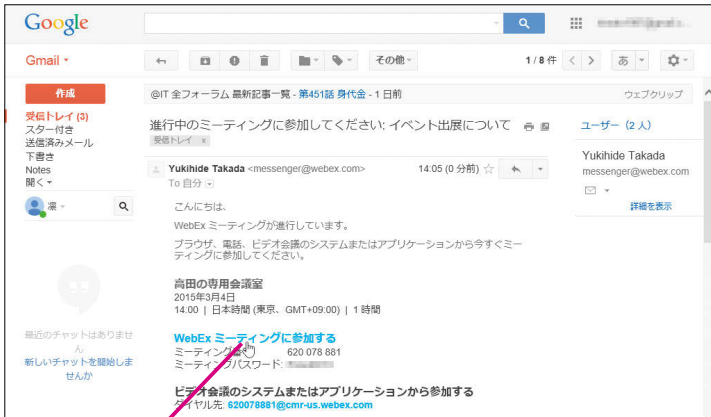 Google
Gmail
その他
1 / 8 件
あ
作成
受信トレイ (3)
スター付き
送信済みメール
下書き
Notes
開く
凛
最近のチャットはありませ
ん
新しいチャットを開始しま
せんか
@IT 全フォーラム 最新記事一覧 - 第451話 身代金 - 1 日前
ウェブクリップ
進行中のミーティングに参加してください: イベント出展について
受信トレイ x
Yukihide Takada <messenger@webex.com>
14:05 (0 分前)
To 自分
こんにちは、
WebEx ミーティングが進行しています。
ブラウザ、電話、ビデオ会議のシステムまたはアプリケーションから今すぐミー
ティングに参加してください。
高田の専用会議室
2015年3月4日
14:00 | 日本時間 (東京、GMT+09:00) | 1 時間
WebEx ミーティングに参加する
ミーティング 620 078 881
ミーティングパスワード:
ビデオ会議のシステムまたはアプリケーションから参加する
ダイヤル先: 620078881@cmr-us.webex.com
ユーザー (2 人)
Yukihide Takada
messenger@webex.com
詳細を表示